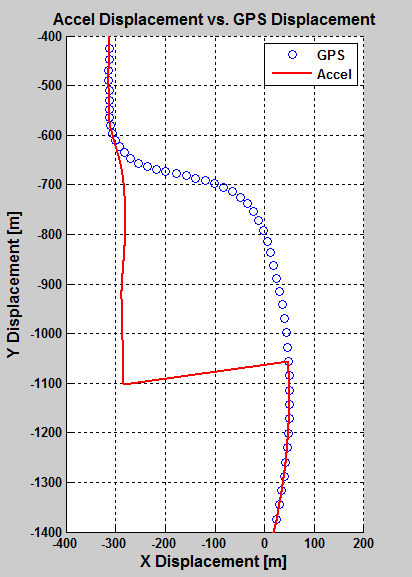 Accel Displacement vs. GPS Displacement
GPS
Accel
-400
-500
-600
-700
-800
-900
-1000
-1100
-1200
-1300
-1400
Y Displacement [m]
-400 -300 -200 -100 0 100 200
X Displacement [m]